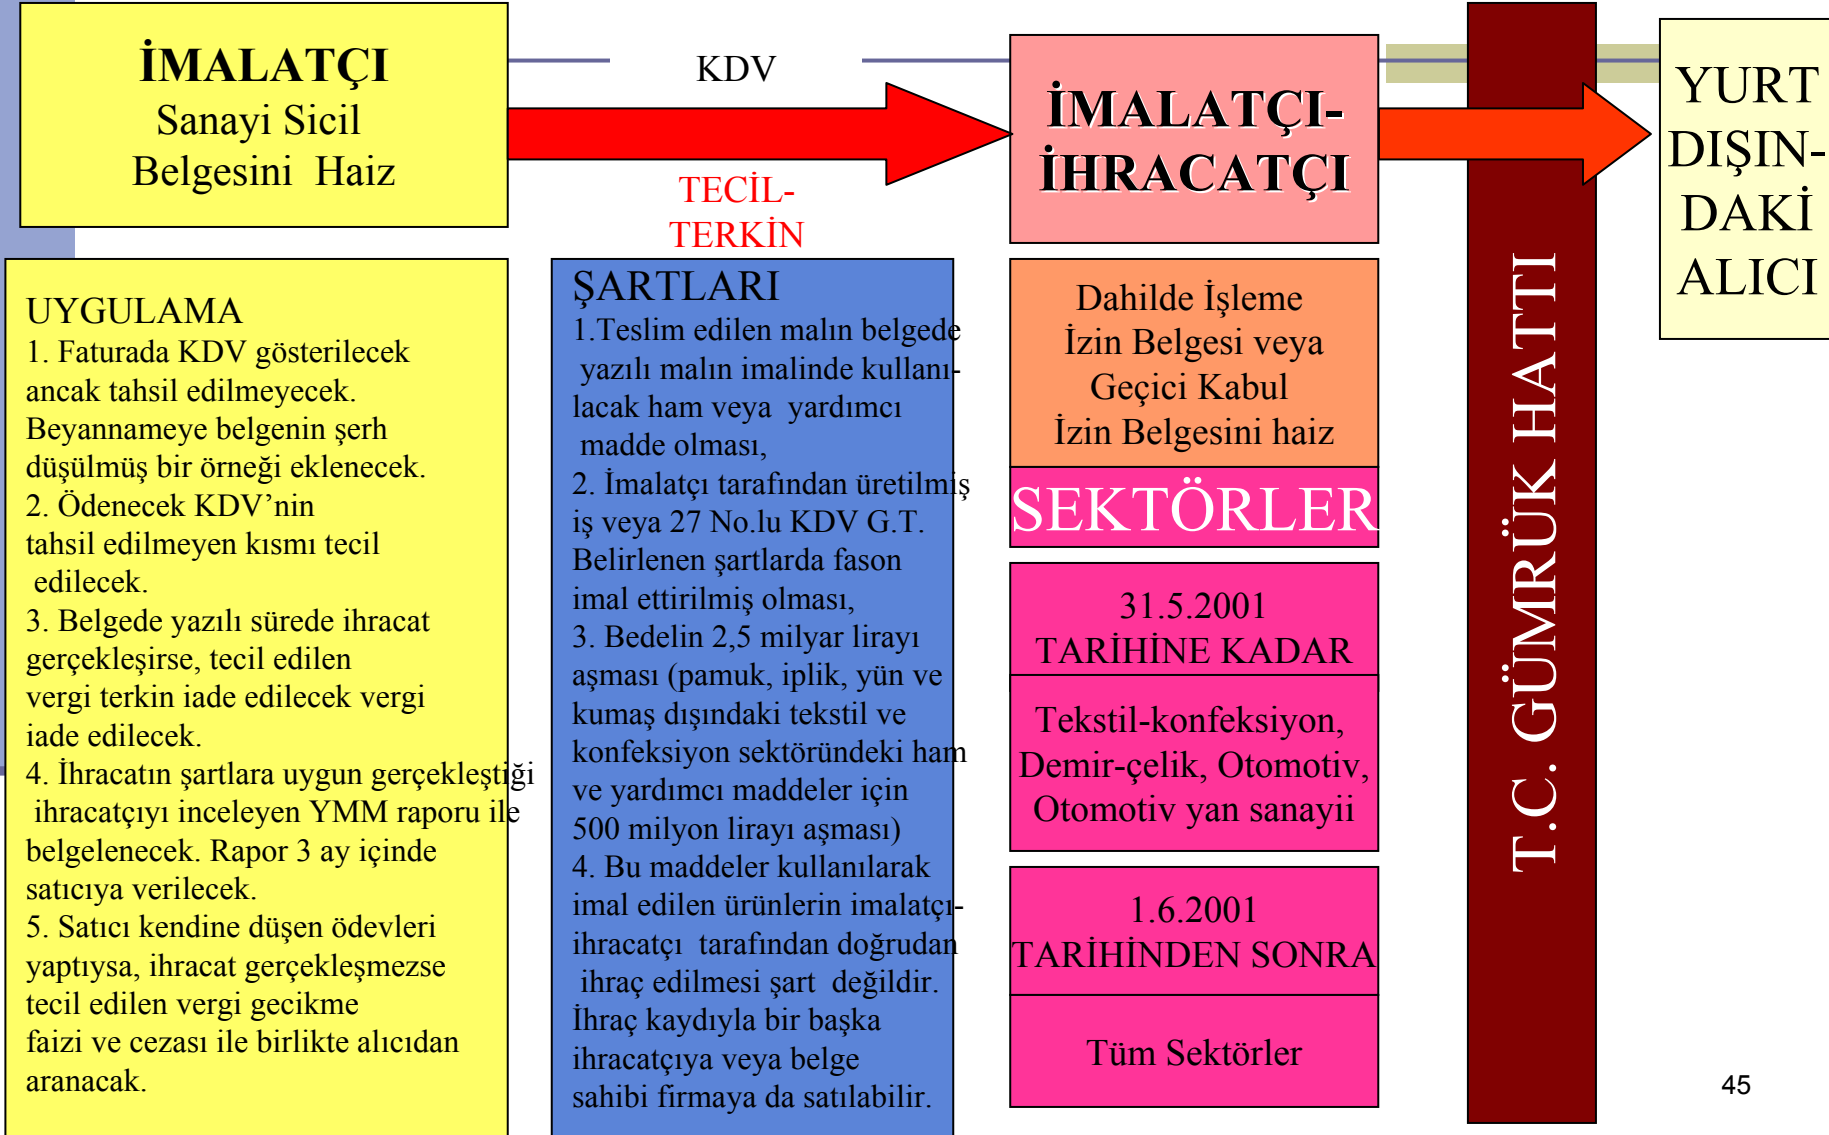 İMALATÇI
Sanayi Sicil
Belgesini Haiz
KDV
TECİL-
TERKİN
İMALATÇI-
İHRACATÇI
YURT
DIŞIN-
DAKİ
ALICI
UYGULAMA
1. Faturada KDV gösterilecek
ancak tahsil edilmeyecek.
Beyannameye belgenin şerh
düşülmüş bir örneği eklenecek.
2. Ödenecek KDV’nin
tahsil edilmeyen kısmı tecil
edilecek.
3. Belgede yazılı sürede ihracat
gerçekleşirse, tecil edilen
vergi terkin iade edilecek vergi
iade edilecek.
4. İhracatın şartlara uygun gerçekleştiği
ihracatçıyı inceleyen YMM raporu ile
belgelenecek. Rapor 3 ay içinde
satıcıya verilecek.
5. Satıcı kendine düşen ödevleri
yaptıysa, ihracat gerçekleşmezse
tecil edilen vergi gecikme
faizi ve cezası ile birlikte alıcıdan
aranacak.
ŞARTLARI
1.Teslim edilen malın belgede
yazılı malın imalinde kullanı-
lacak ham veya yardımcı
madde olması,
2. İmalatçı tarafından üretilmiş
iş veya 27 No.lu KDV G.T.
Belirlenen şartlarda fason
imal ettirilmiş olması,
3. Bedelin 2,5 milyar lirayı
aşması (pamuk, iplik, yün ve
kumaş dışındaki tekstil ve
konfeksiyon sektöründeki ham
ve yardımcı maddeler için
500 milyon lirayı aşması)
4. Bu maddeler kullanılarak
imal edilen ürünlerin imalatçı-
ihracatçı tarafından doğrudan
ihraç edilmesi şart değildir.
İhraç kaydıyla bir başka
ihracatçıya veya belge
sahibi firmaya da satılabilir.
Dahilde İşleme
İzin Belgesi veya
Geçici Kabul
İzin Belgesini haiz
SEKTÖRLER
31.5.2001
TARİHİNE KADAR
Tekstil-konfeksiyon,
Demir-çelik, Otomotiv,
Otomotiv yan sanayii
1.6.2001
TARİHİNDEN SONRA
Tüm Sektörler
T.C. GÜMRÜK HATTI
45